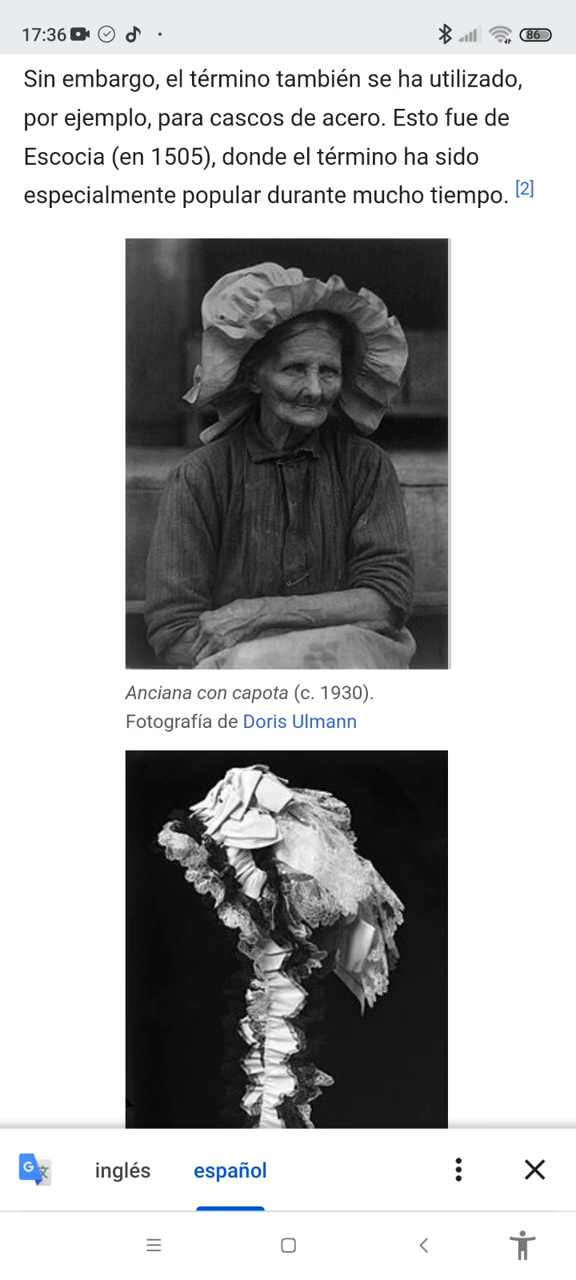 17:36
86
Sin embargo, el término también se ha utilizado,
por ejemplo, para cascos de acero. Esto fue de
Escocia (en 1505), donde el término ha sido
especialmente popular durante mucho tiempo. [2]
Anciana con capota (c. 1930).
Fotografía de Doris Ulmann
G 文
inglés español